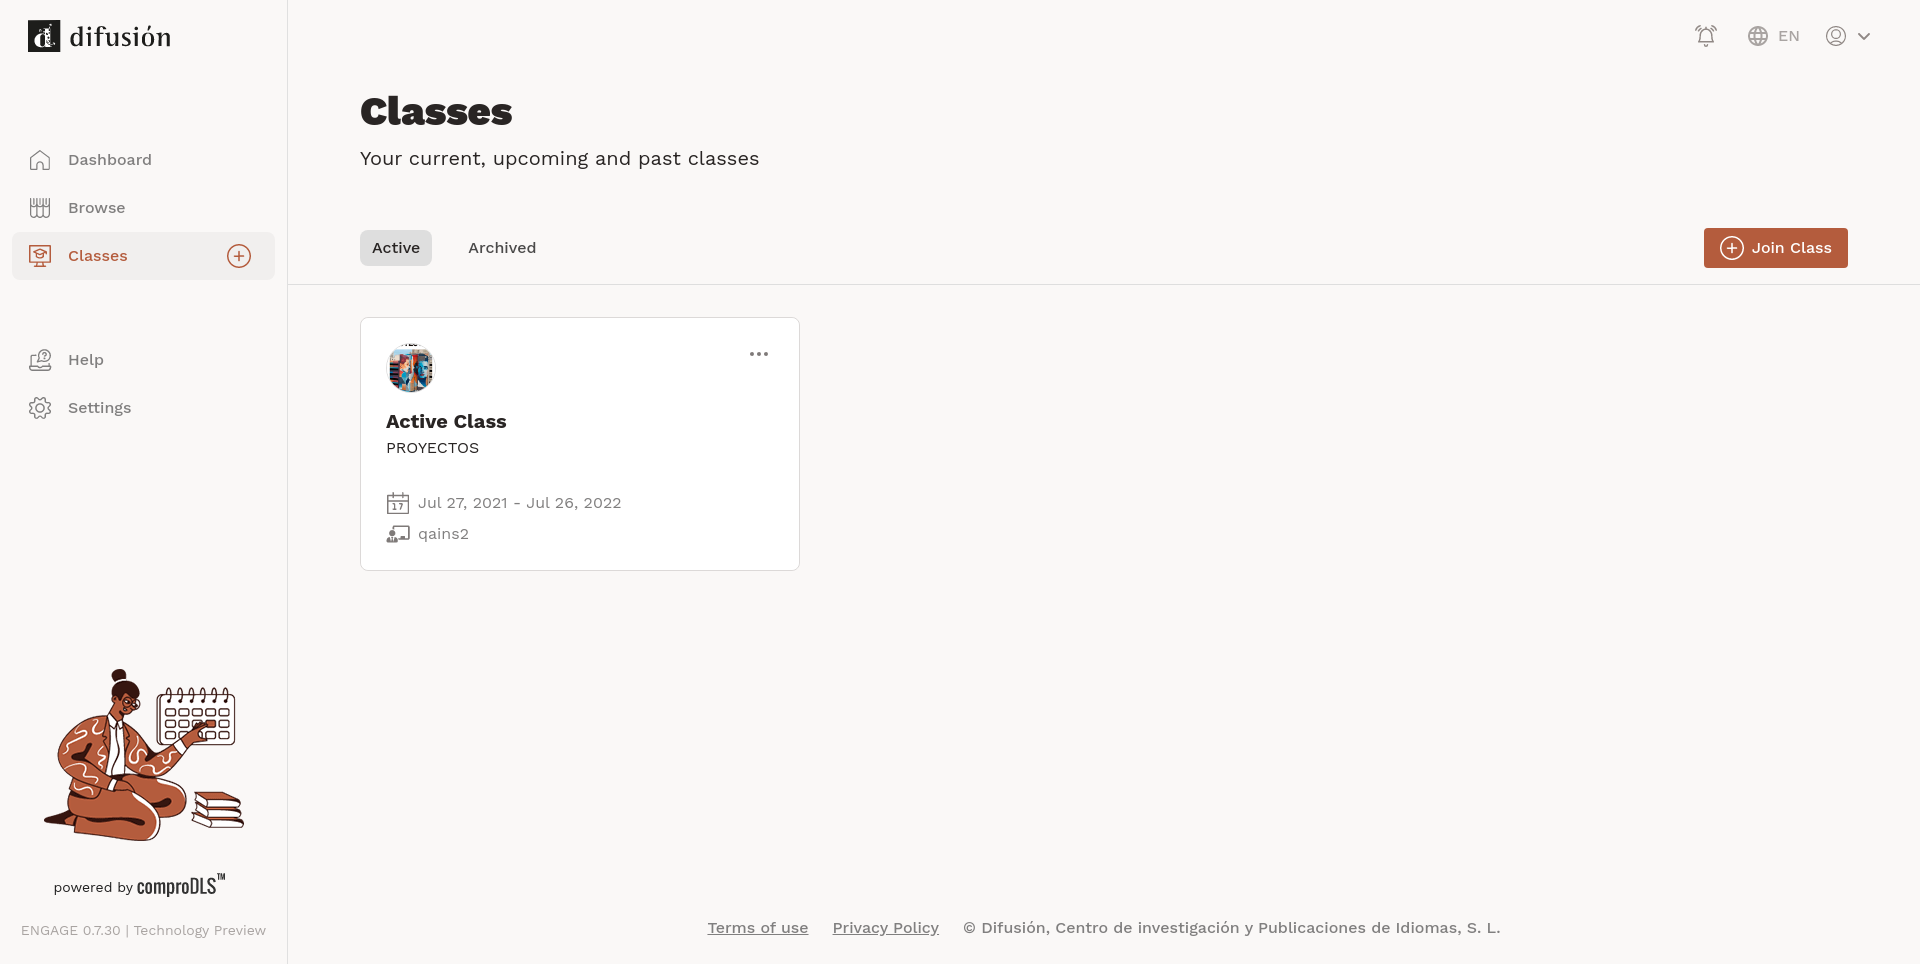 difusión
EN
Classes
Your current, upcoming and past classes
Dashboard
Browse
Classes
Help
Settings
Active
Archived
Join Class
Active Class
PROYECTOS
17
Jul 27, 2021 - Jul 26, 2022
qains2
powered by comproDLS™
ENGAGE 0.7.30 | Technology Preview
Terms of use
Privacy Policy
© Difusión, Centro de investigación y Publicaciones de Idiomas, S. L.